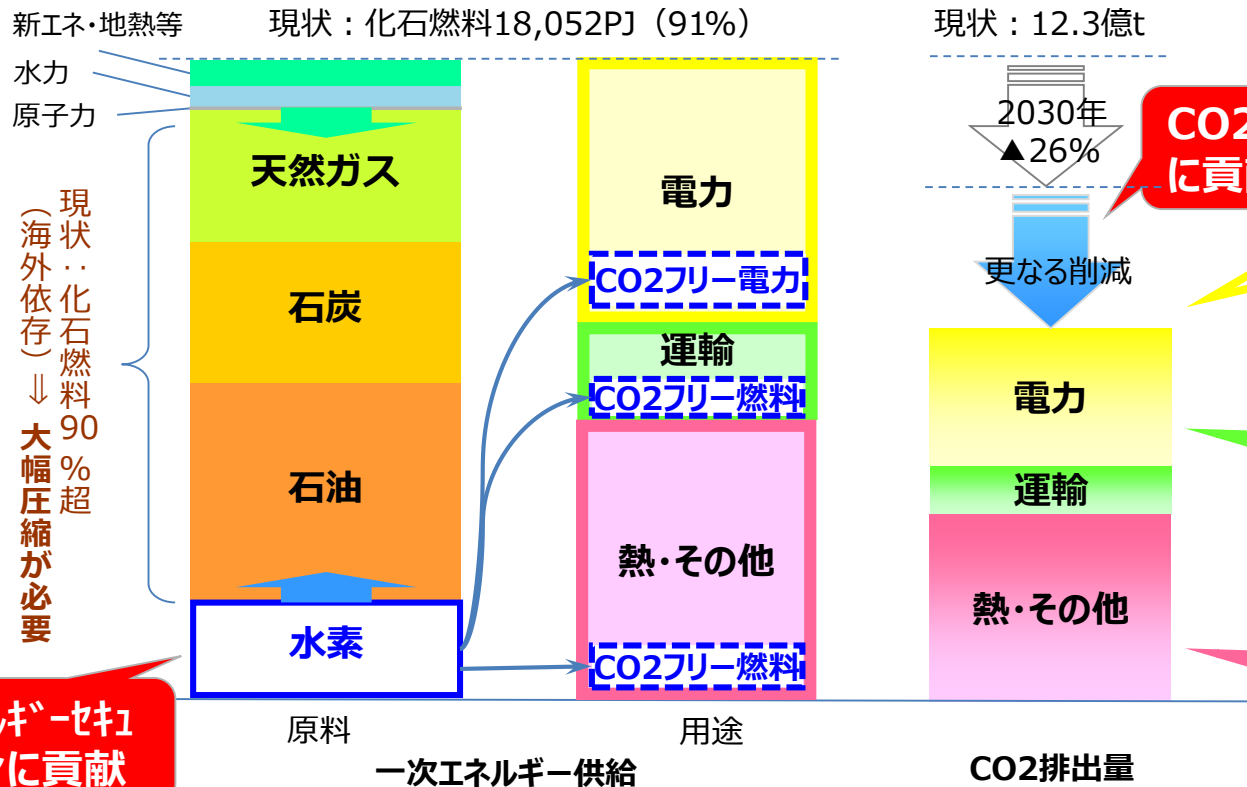 新エネ・地熱等
水力
原子力
現状：化石燃料18,052PJ（91%）
現状：12.3億t
現状：化石燃料90%超
（海外依存）⇒大幅圧縮が必要
天然ガス
石炭
石油
水素
電力
CO2フリー電力
運輸
CO2フリー燃料
熱・その他
CO2フリー燃料
2030年
▲26%
更なる削減
CO2
に貢
電力
運輸
熱・その他
ｷﾞｰｾｷｭ
に貢献
原料
用途
一次エネルギー供給
CO2排出量